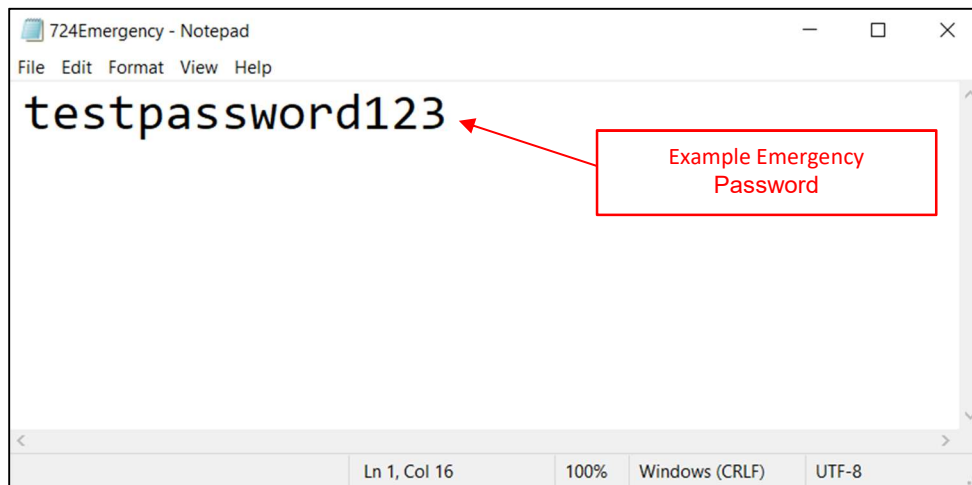 724Emergency - Notepad
File Edit Format View Help
testpassword123
Example Emergency
Password
Ln 1, Col 16 100% Windows (CRLF) UTF-8